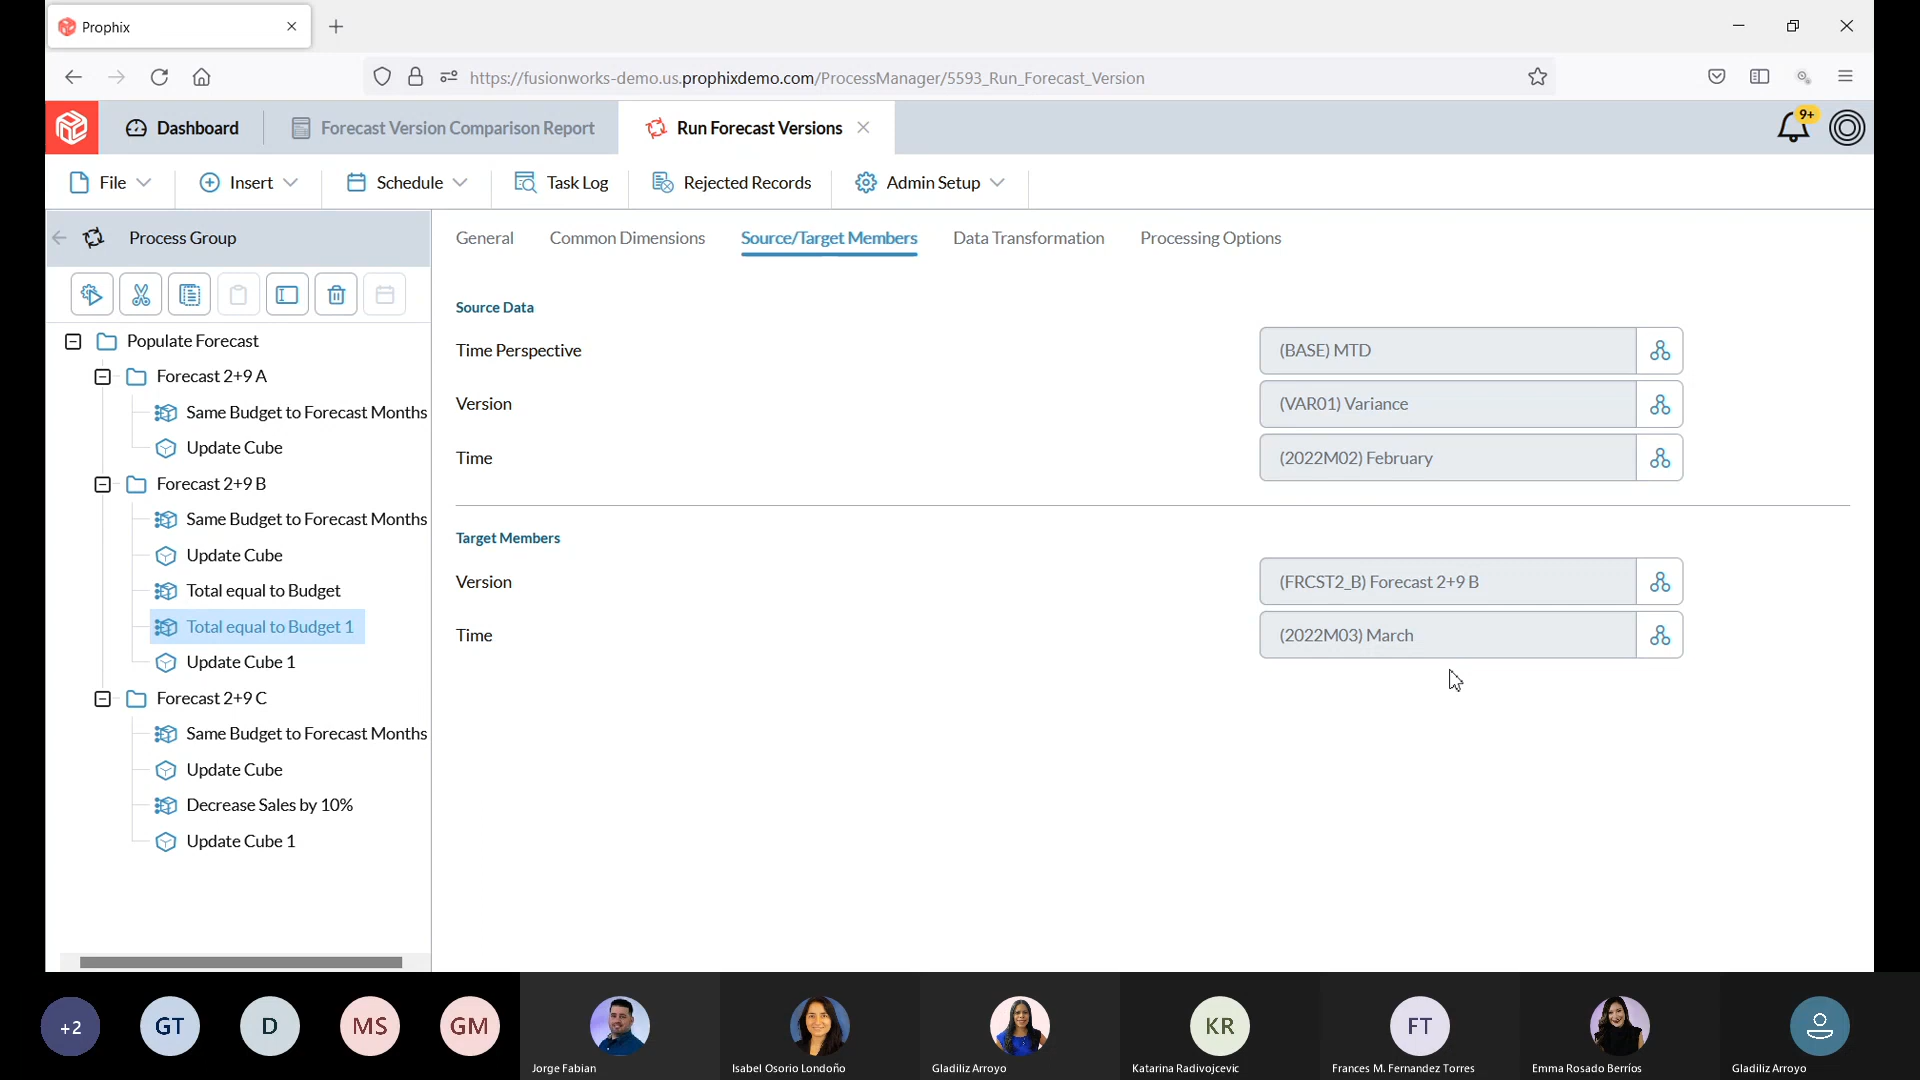 Prophix
https://fusionworks-demo.us.prophixdemo.com/ProcessManager/5593_Run_Forecast_Version
Dashboard
Forecast Version Comparison Report
Run Forecast Versions
9+
File
Insert
Schedule
Task Log
Rejected Records
Admin Setup
Process Group
General
Common Dimensions
Source/Target Members
Data Transformation
Processing Options
Populate Forecast
Forecast 2+9 A
Same Budget to Forecast Months
Update Cube
Forecast 2+9 B
Same Budget to Forecast Months
Update Cube
Total equal to Budget
Total equal to Budget 1
Update Cube 1
Forecast 2+9 C
Same Budget to Forecast Months
Update Cube
Decrease Sales by 10%
Update Cube 1
Source Data
Time Perspective
(BASE) MTD
Version
(VAR01) Variance
Time
(2022M02) February
Target Members
Version
(FRCST2_B) Forecast 2+9 B
Time
(2022M03) March
+2
GT
D
MS
GM
Jorge Fabian
Isabel Osorio Londoño
Gladiliz Arroyo
KR
Katarina Radivojcevic
FT
Frances M. Fernandez Torres
Emma Rosado Berríos
Gladiliz Arroyo